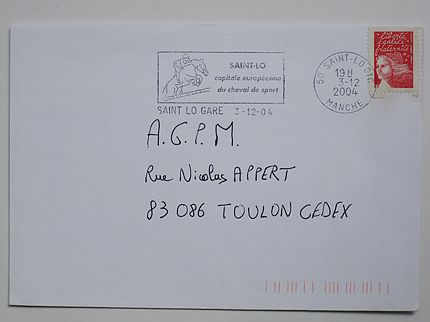 SAINT-LO
capitale européenne
du cheval de sport
SAINT LO GARE 3-12-04
50 SAINT-LO
19H
3-12
2004
MANCHE
liberté
égalité
fraternité
A.G.P.M.
Rue Nicolas APPERT
83 086 TOULON CEDEX